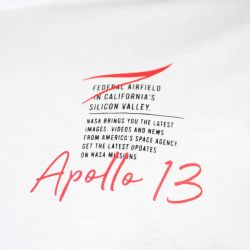 FEDERAL AIRFIELD
IN CALIFORNIA'S
SILICON VALLEY.
NASA BRINGS YOU THE LATEST
IMAGES, VIDEOS AND NEWS
FROM AMERICA'S SPACE AGENCY
GET THE LATEST UPDATES
ON NASA MISSIONS
Apollo 13